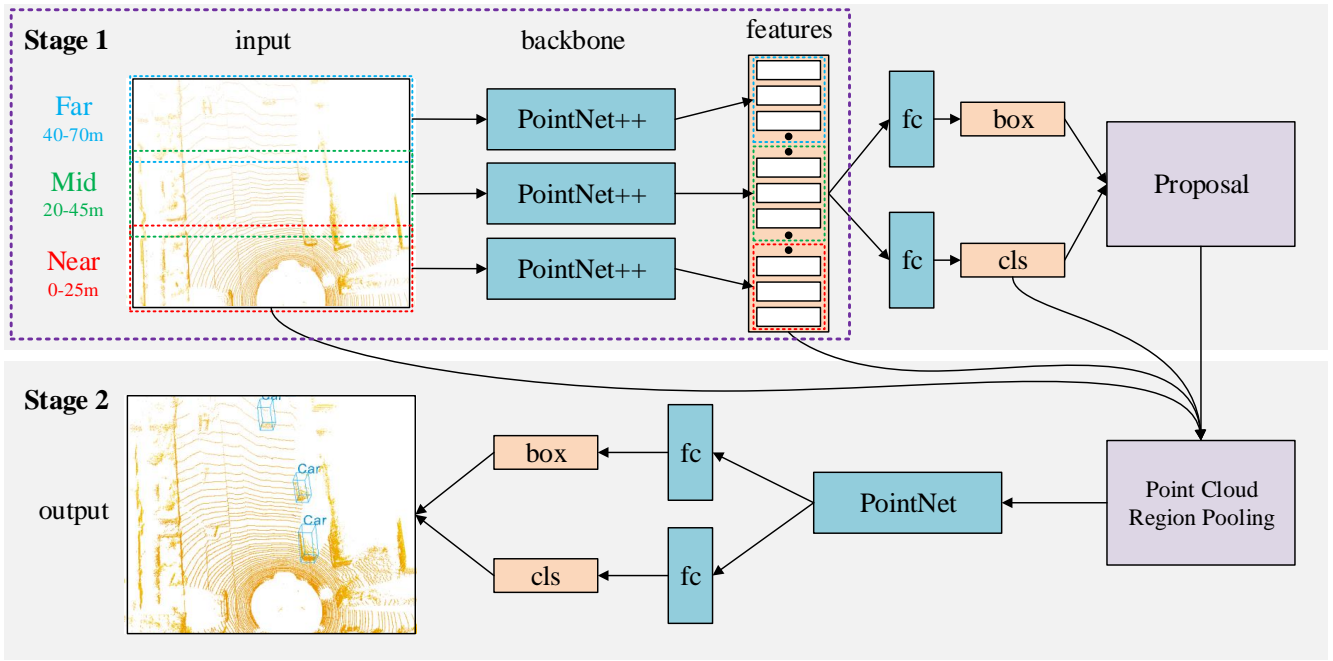 Stage 1
input
backbone
features
Far
40-70m
Mid
20-45m
Near
0-25m
PointNet++
PointNet++
PointNet++
fc
box
fc
cls
Proposal
Stage 2
output
Car
Car
Car
box
cls
fc
fc
PointNet
Point Cloud
Region Pooling